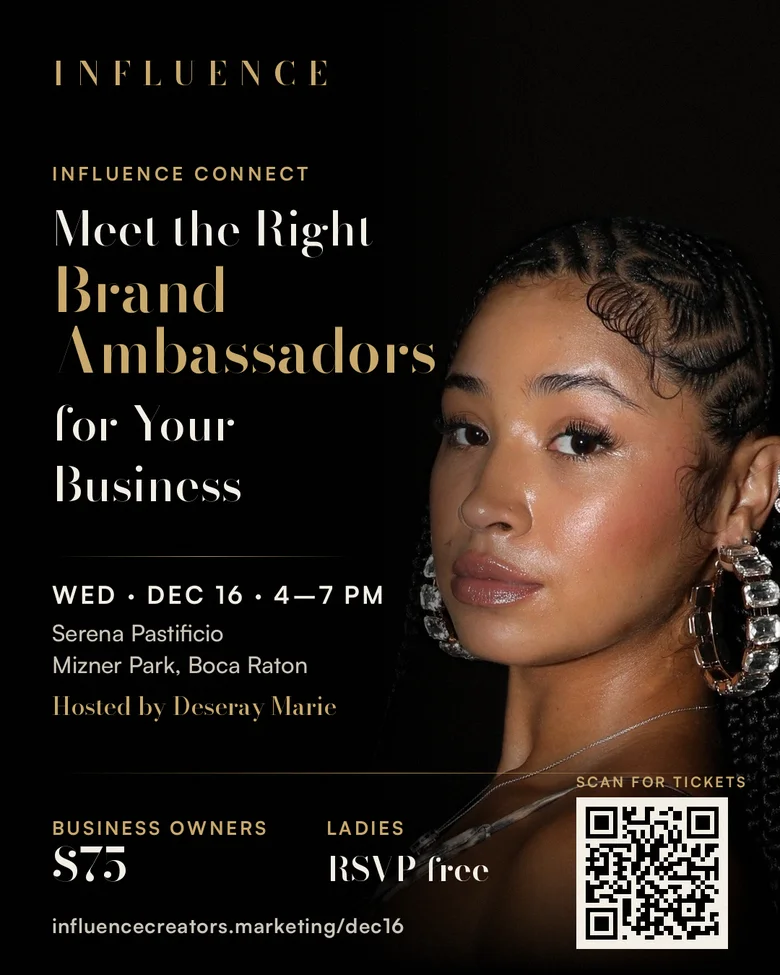 INFLUENCE
INFLUENCE CONNECT
Meet the Right
Brand
Ambassadors
for Your
Business
WED · DEC 16 · 4—7 PM
Serena Pastificio
Mizner Park, Boca Raton
Hosted by Deseray Marie
SCAN FOR TICKETS
BUSINESS OWNERS
$75
LADIES
RSVP free
influencecreators.marketing/dec16